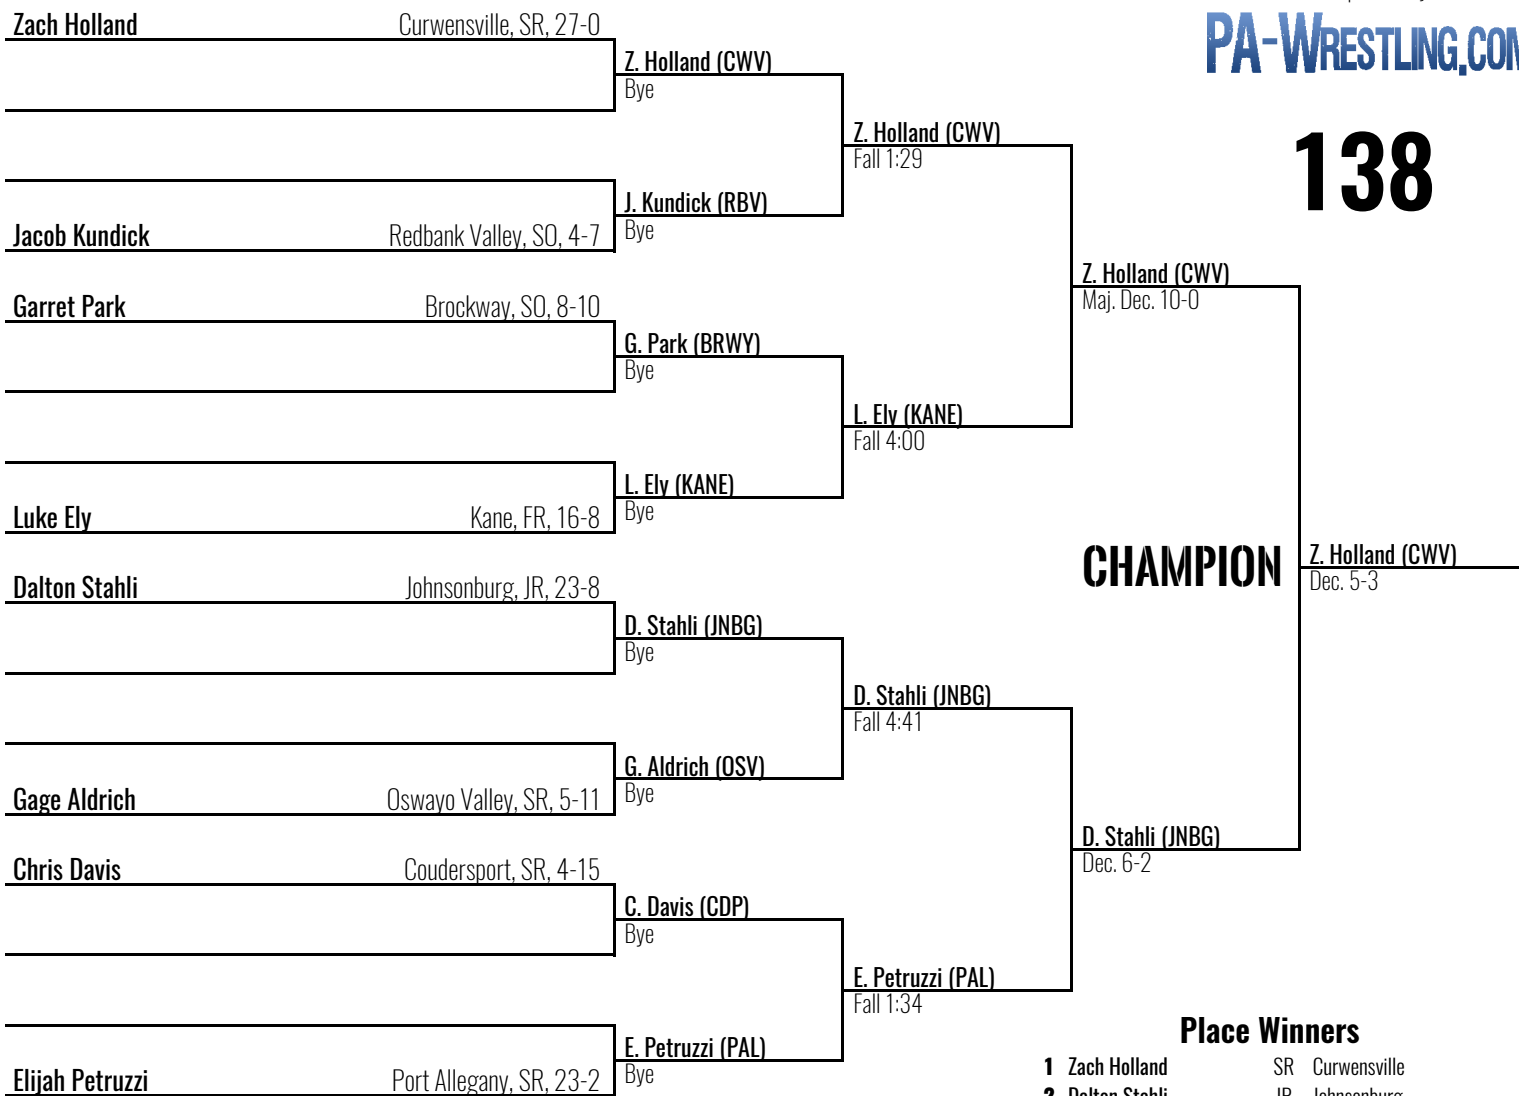 PA-WRESTLING.COM
138
Zach Holland Curwensville, SR, 27-0
Z. Holland (CWV)
Bye
Z. Holland (CWV)
Fall 1:29
J. Kundick (RBV)
Bye
Jacob Kundick Redbank Valley, SO, 4-7
Z. Holland (CWV)
Maj. Dec. 10-0
Garret Park Brockway, SO, 8-10
G. Park (BRWY)
Bye
L. Ely (KANE)
Fall 4:00
L. Ely (KANE)
Bye
Luke Ely Kane, FR, 16-8
CHAMPION
Z. Holland (CWV)
Dec. 5-3
Dalton Stahli Johnsonburg, JR, 23-8
D. Stahli (JNBG)
Bye
D. Stahli (JNBG)
Fall 4:41
G. Aldrich (OSV)
Bye
Gage Aldrich Oswayo Valley, SR, 5-11
D. Stahli (JNBG)
Dec. 6-2
Chris Davis Coudersport, SR, 4-15
C. Davis (CDP)
Bye
E. Petruzzi (PAL)
Fall 1:34
E. Petruzzi (PAL)
Bye
Elijah Petruzzi Port Allegany, SR, 23-2
Place Winners
1 Zach Holland SR Curwensville
2 Dalton Stahli JR Johnsonburg